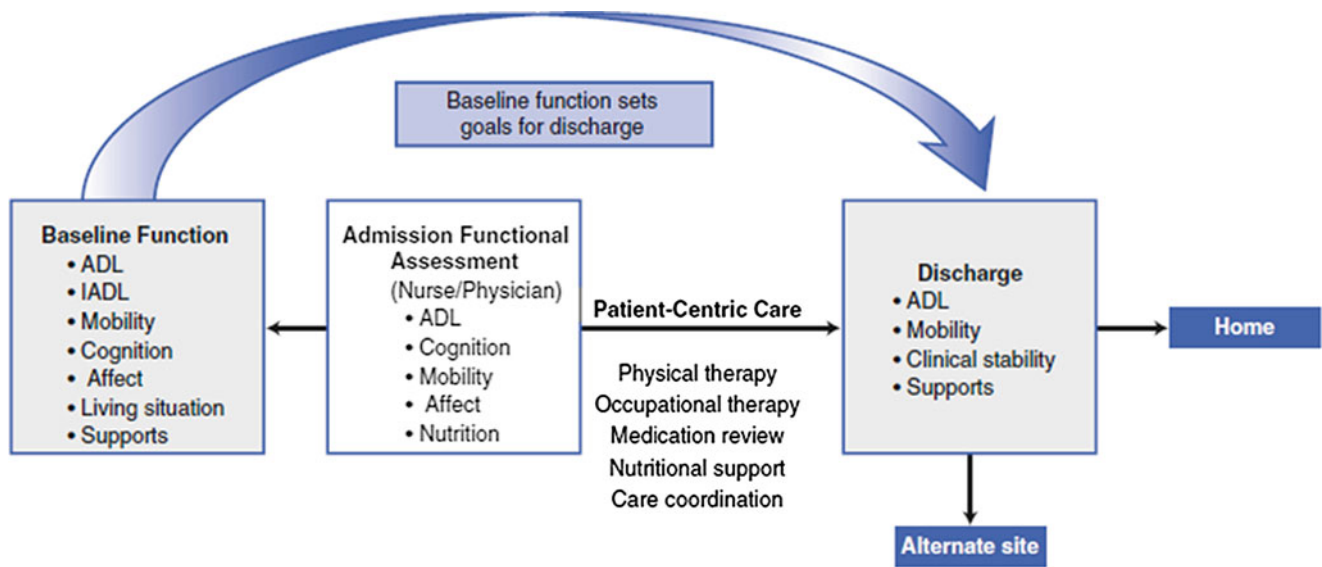 Baseline function sets
goals for discharge
Baseline Function
• ADL
• IADL
• Mobility
• Cognition
• Affect
• Living situation
• Supports
Admission Functional
Assessment
(Nurse/Physician)
• ADL
• Cognition
• Mobility
• Affect
• Nutrition
Patient-Centric Care
Physical therapy
Occupational therapy
Medication review
Nutritional support
Care coordination
Discharge
• ADL
• Mobility
• Clinical stability
• Supports
Home
Alternate site